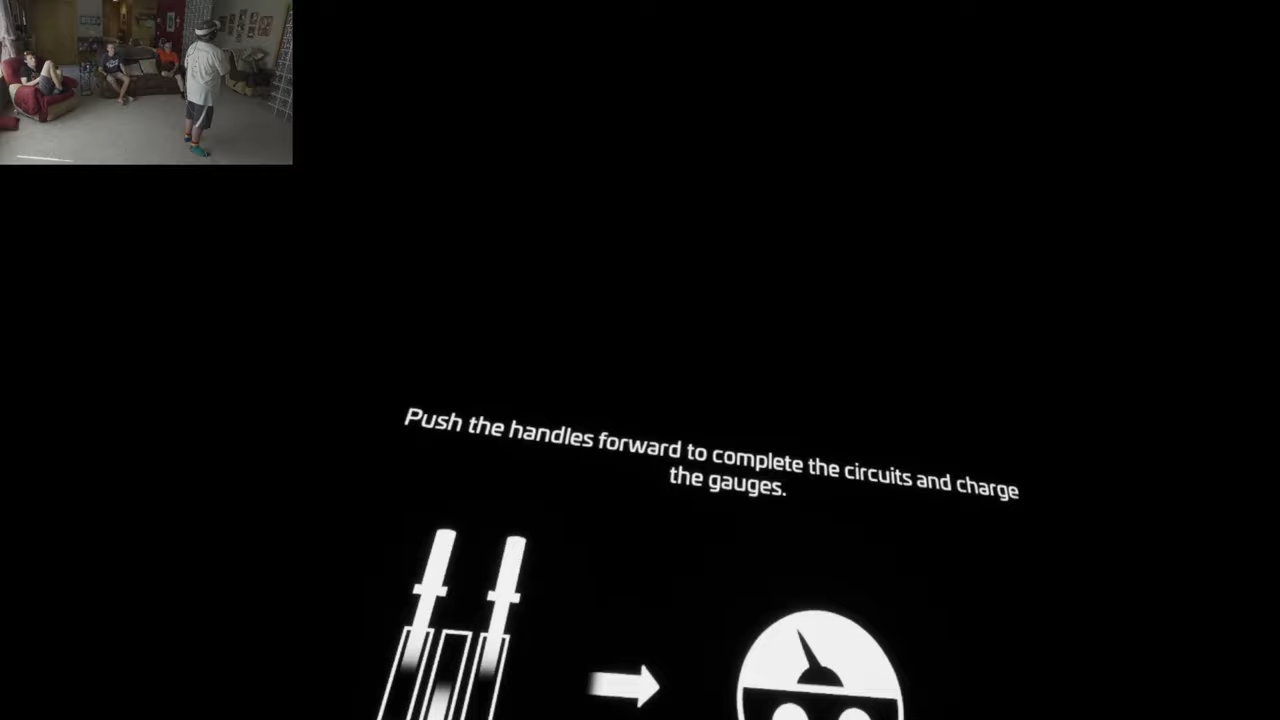 Push the handles forward to complete the circuits and charge
the gauges.